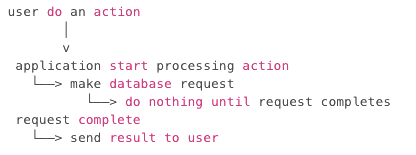 user do an action
│
v
application start processing action
└──> make database request
└──> do nothing until request completes
request complete
└──> send result to user